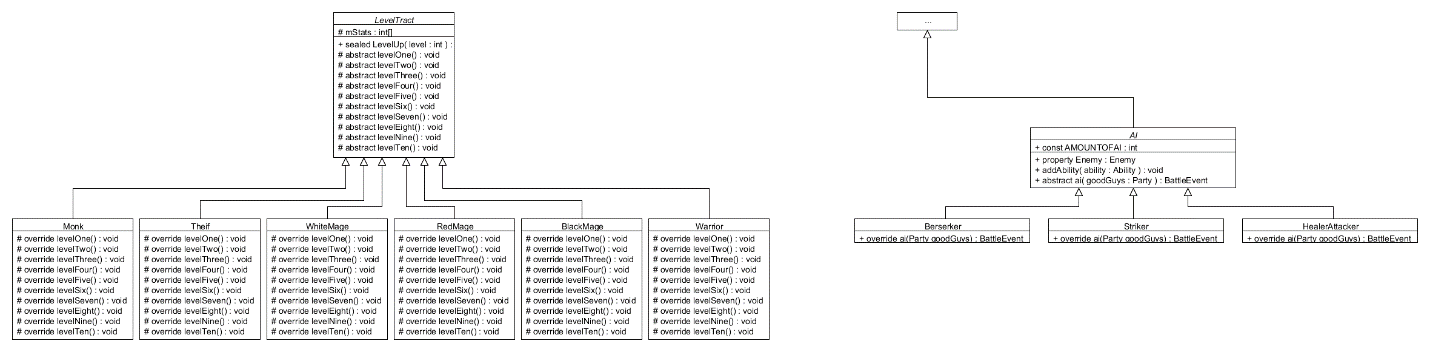 LevelTract
# mStats : int[]
+ sealed LevelUp( level : int ) :
# abstract levelOne() : void
# abstract levelTwo() : void
# abstract levelThree() : void
# abstract levelFour() : void
# abstract levelFive() : void
# abstract levelSix() : void
# abstract levelSeven() : void
# abstract levelEight() : void
# abstract levelNine() : void
# abstract levelTen() : void
Monk
# override levelOne() : void
# override levelTwo() : void
# override levelThree() : void
# override levelFour() : void
# override levelFive() : void
# override levelSix() : void
# override levelSeven() : void
# override levelEight() : void
# override levelNine() : void
# override levelTen() : void
Theif
# override levelOne() : void
# override levelTwo() : void
# override levelThree() : void
# override levelFour() : void
# override levelFive() : void
# override levelSix() : void
# override levelSeven() : void
# override levelEight() : void
# override levelNine() : void
# override levelTen() : void
WhiteMage
# override levelOne() : void
# override levelTwo() : void
# override levelThree() : void
# override levelFour() : void
# override levelFive() : void
# override levelSix() : void
# override levelSeven() : void
# override levelEight() : void
# override levelNine() : void
# override levelTen() : void
RedMage
# override levelOne() : void
# override levelTwo() : void
# override levelThree() : void
# override levelFour() : void
# override levelFive() : void
# override levelSix() : void
# override levelSeven() : void
# override levelEight() : void
# override levelNine() : void
# override levelTen() : void
BlackMage
# override levelOne() : void
# override levelTwo() : void
# override levelThree() : void
# override levelFour() : void
# override levelFive() : void
# override levelSix() : void
# override levelSeven() : void
# override levelEight() : void
# override levelNine() : void
# override levelTen() : void
Warrior
# override levelOne() : void
# override levelTwo() : void
# override levelThree() : void
# override levelFour() : void
# override levelFive() : void
# override levelSix() : void
# override levelSeven() : void
# override levelEight() : void
# override levelNine() : void
# override levelTen() : void
...
AI
+ const AMOUNTOFAI : int
+ property Enemy : Enemy
+ addAbility( ability : Ability ) : void
+ abstract ai( goodGuys : Party ) : BattleEvent
Berserker
+ override ai(Party goodGuys) : BattleEvent
Striker
+ override ai(Party goodGuys) : BattleEvent
HealerAttacker
+ override ai(Party goodGuys) : BattleEvent